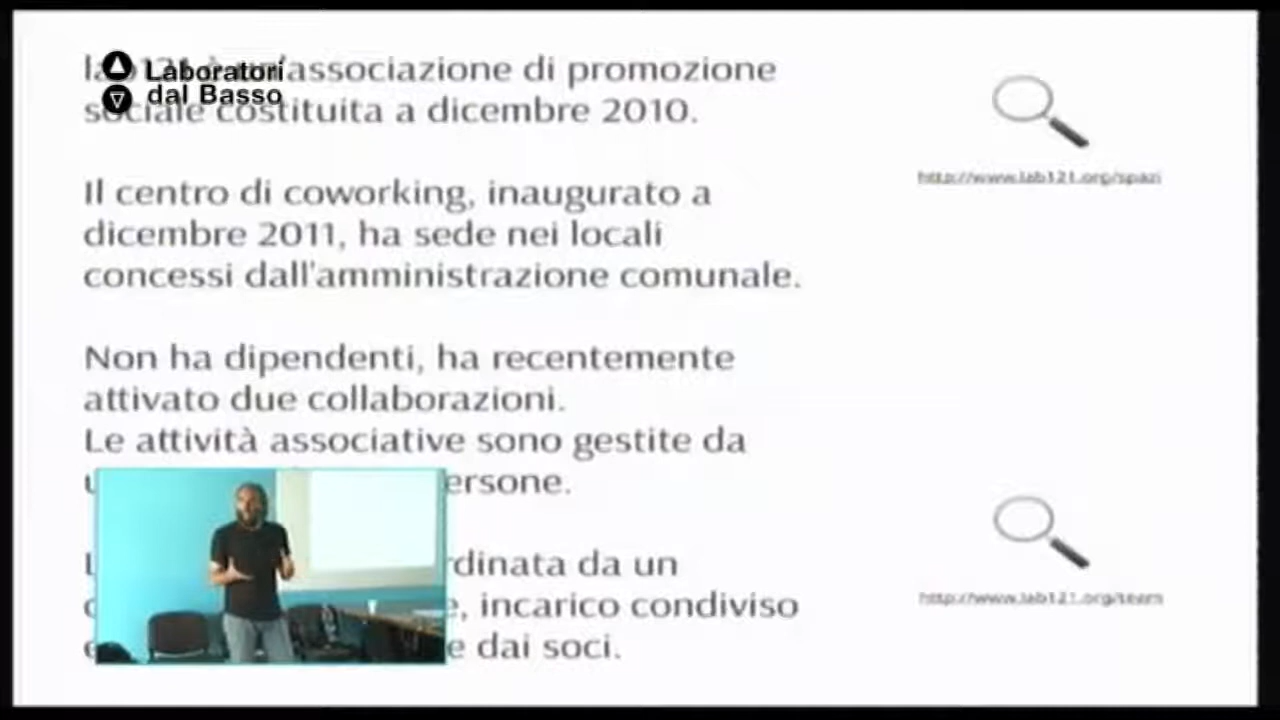 Laboratori
dal Basso
associazione di promozione
sociale costituita a dicembre 2010.
Il centro di coworking, inaugurato a
dicembre 2011, ha sede nei locali
concessi dall'amministrazione comunale.
Non ha dipendenti, ha recentemente
attivato due collaborazioni.
Le attività associative sono gestite da
ersone.
rdinata da un
e, incarico condiviso
e dai soci.
http://www.lab121.org/spazi
http://www.lab121.org/team